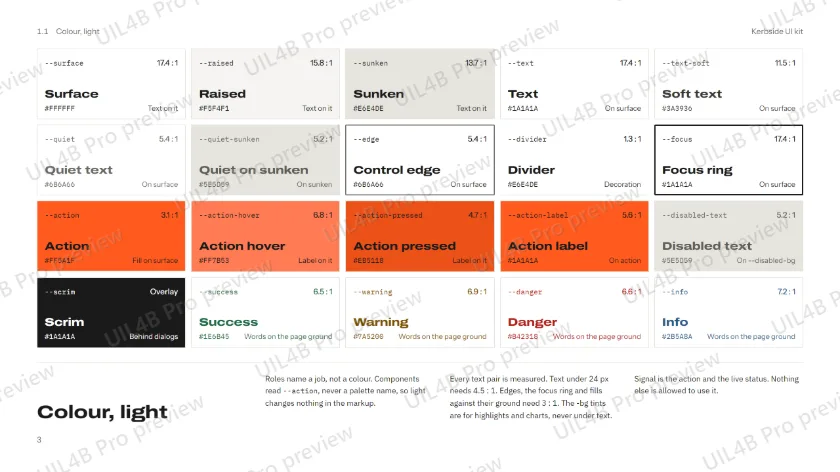 1.1 Colour, light
Kerbside UI kit
--surface 17.4 : 1
Surface
#FFFFFF Text on it
--raised 15.8 : 1
Raised
#F5F4F1 Text on it
--sunken 13.7 : 1
Sunken
#E6E4DE Text on it
--text 17.4 : 1
Text
#1A1A1A On surface
--text-soft 11.5 : 1
Soft text
#3A3936 On surface
--quiet 5.4 : 1
Quiet text
#6B6A66 On surface
--quiet-sunken 5.2 : 1
Quiet on sunken
#5E5D59 On sunken
--edge 5.4 : 1
Control edge
#6B6A66 On surface
--divider 1.3 : 1
Divider
#E6E4DE Decoration
--focus 17.4 : 1
Focus ring
#1A1A1A On surface
--action 3.1 : 1
Action
#FF5A1F Fill on surface
--action-hover 6.8 : 1
Action hover
#FF7B53 Label on it
--action-pressed 4.7 : 1
Action pressed
#E85118 Label on it
--action-label 5.6 : 1
Action label
#1A1A1A On action
--disabled-text 5.2 : 1
Disabled text
#5E5D59 On --disabled-bg
--scrim Overlay
Scrim
#1A1A1A Behind dialogs
--success 6.5 : 1
Success
#1E6B45 Words on the page ground
--warning 6.9 : 1
Warning
#7A5200 Words on the page ground
--danger 6.6 : 1
Danger
#B42318 Words on the page ground
--info 7.2 : 1
Info
#2B5A8A Words on the page ground
Colour, light
Roles name a job, not a colour. Components
read --action, never a palette name, so light
changes nothing in the markup.
Every text pair is measured. Text under 24 px
needs 4.5 : 1. Edges, the focus ring and fills
against their ground need 3 : 1. The -bg tints
are for highlights and charts, never under text.
Signal is the action and the live status. Nothing
else is allowed to use it.
3
UIL4B Pro preview